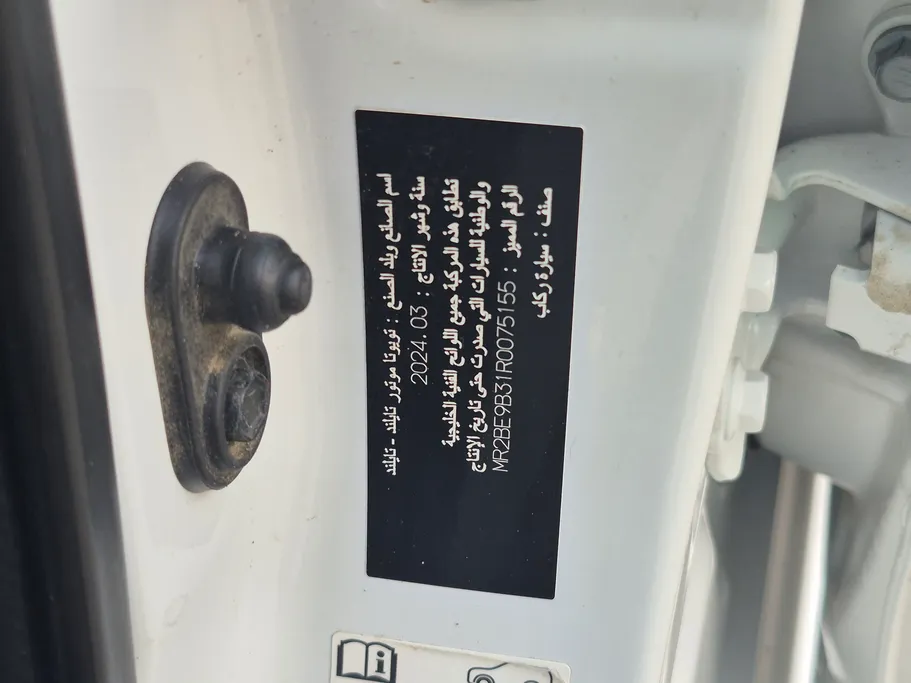 اسم الصانع وبلد الصنع : تويوتا موتور تايلند - تايلند
سنة وشهر الانتاج : 2024.03
تطابق هذه المركبة جميع اللوائح الفنية الخليجية
والوطنية للسيارات التي صدرت حتى تاريخ الإنتاج
الرقم المميز : MR2BE9B31R0075155
صنف : سيارة ركاب